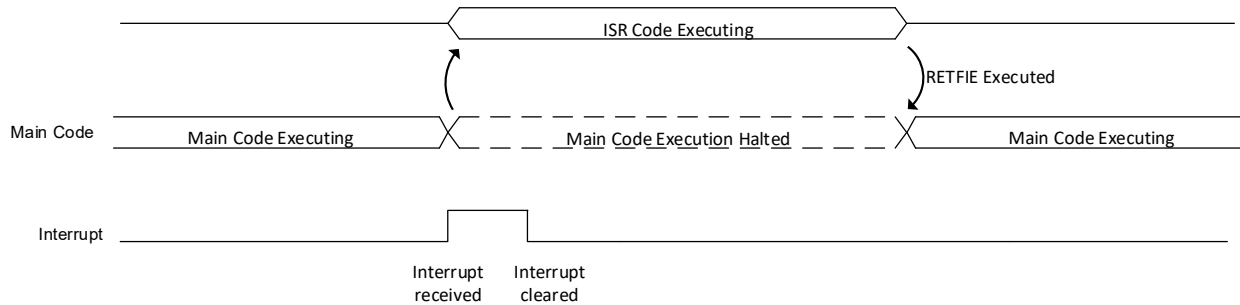 ISR Code Executing
RETFIE Executed
Main Code
Main Code Executing
Main Code Execution Halted
Main Code Executing
Interrupt
Interrupt
received
Interrupt
cleared